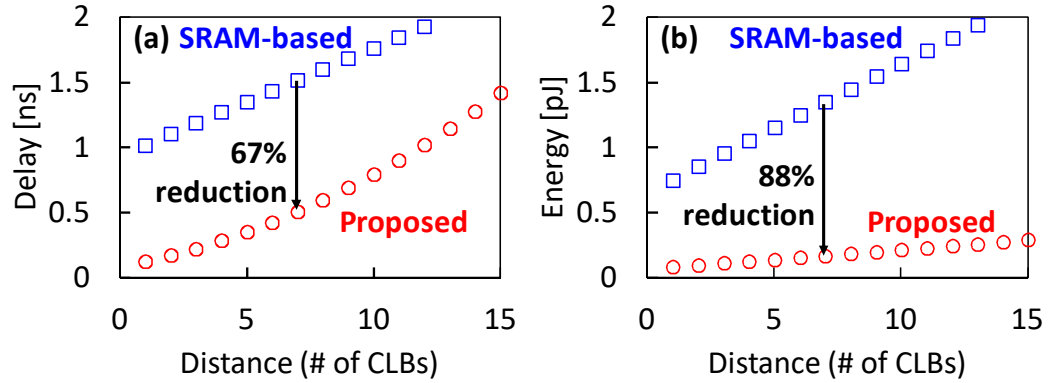 (a) SRAM-based
Delay [ns]
2
1.5
1
0.5
0
67%
reduction
Proposed
0 5 10 15
Distance (# of CLBs)
(b) SRAM-based
Energy [pJ]
2
1.5
1
0.5
0
88%
reduction
Proposed
0 5 10 15
Distance (# of CLBs)